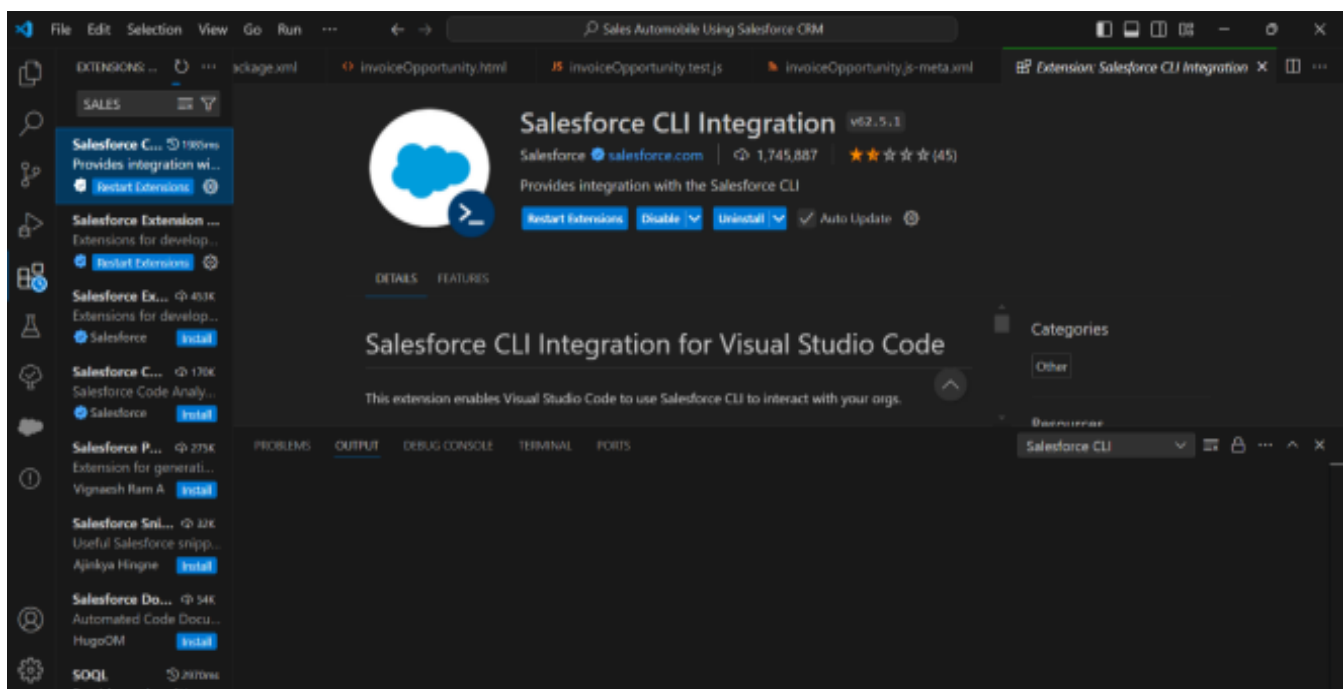 File Edit Selection View Go Run ··· Sales Automobile Using Salesforce CRM
EXTENSIONS: ... ··· ackage.xml invoiceOpportunity.html JS invoiceOpportunity.test.js invoiceOpportunity.js-meta.xml Extension: Salesforce CLI Integration ···
SALES
Salesforce C... 1985ms
Provides integration wi...
Restart Extensions
Salesforce Extension ...
Extensions for develop...
Restart Extensions
Salesforce Ex... 453K
Extensions for develop...
Salesforce Install
Salesforce C... 170K
Salesforce Code Analy...
Salesforce Install
Salesforce P... 275K
Extension for generati...
Vignaesh Ram A Install
Salesforce Sni... 32K
Useful Salesforce snipp...
Ajinkya Hingne Install
Salesforce Do... 54K
Automated Code Docu...
HugoOM Install
SOQL 2970ms
Salesforce CLI Integration v62.5.1
Salesforce salesforce.com 1,745,887 (45)
Provides integration with the Salesforce CLI
Restart Extensions Disable Uninstall Auto Update
DETAILS FEATURES
Salesforce CLI Integration for Visual Studio Code
This extension enables Visual Studio Code to use Salesforce CLI to interact with your orgs.
Categories
Other
Resources
PROBLEMS OUTPUT DEBUG CONSOLE TERMINAL PORTS Salesforce CLI ···